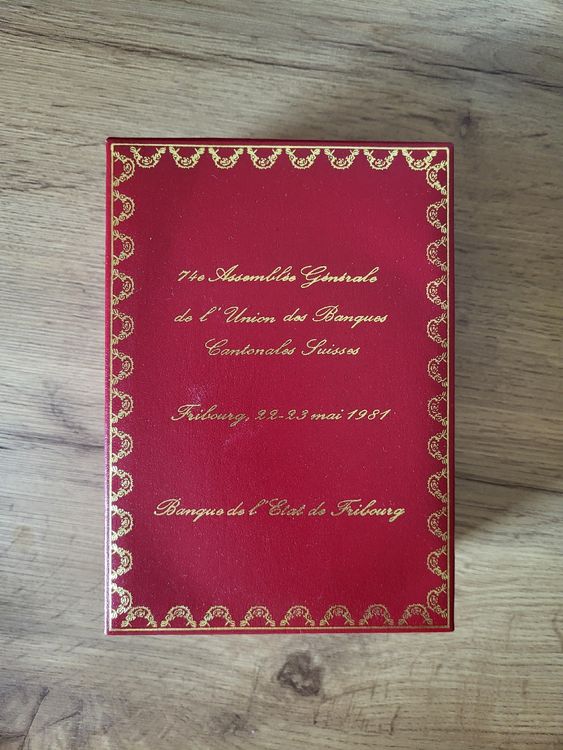 74e Assemblée Générale
de l'Union des Banques
Cantonales Suisses
Fribourg, 22-23 mai 1981
Banque de l'Etat de Fribourg